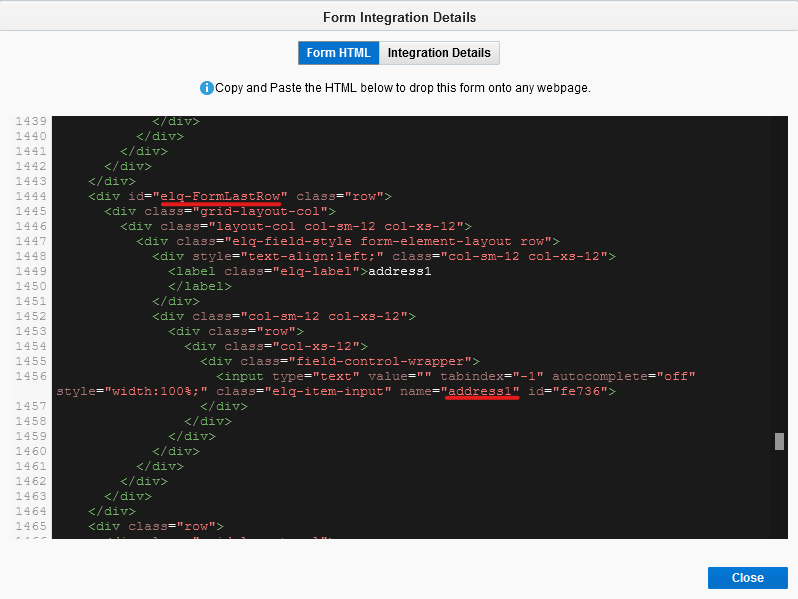 Form Integration Details
Form HTML
Integration Details
Copy and Paste the HTML below to drop this form onto any webpage.
1439 </div>
1440 </div>
1441 </div>
1442 </div>
1443 </div>
1444 <div id="elq-FormLastRow" class="row">
1445 <div class="grid-layout-col">
1446 <div class="layout-col col-sm-12 col-xs-12">
1447 <div class="elq-field-style form-element-layout row">
1448 <div style="text-align:left;" class="col-sm-12 col-xs-12">
1449 <label class="elq-label">address1
1450 </label>
1451 </div>
1452 <div class="col-sm-12 col-xs-12">
1453 <div class="row">
1454 <div class="col-xs-12">
1455 <div class="field-control-wrapper">
1456 <input type="text" value="" tabindex="-1" autocomplete="off"
style="width:100%;" class="elq-item-input" name="address1" id="fe736">
1457 </div>
1458 </div>
1459 </div>
1460 </div>
1461 </div>
1462 </div>
1463 </div>
1464 </div>
1465 <div class="row">
Close